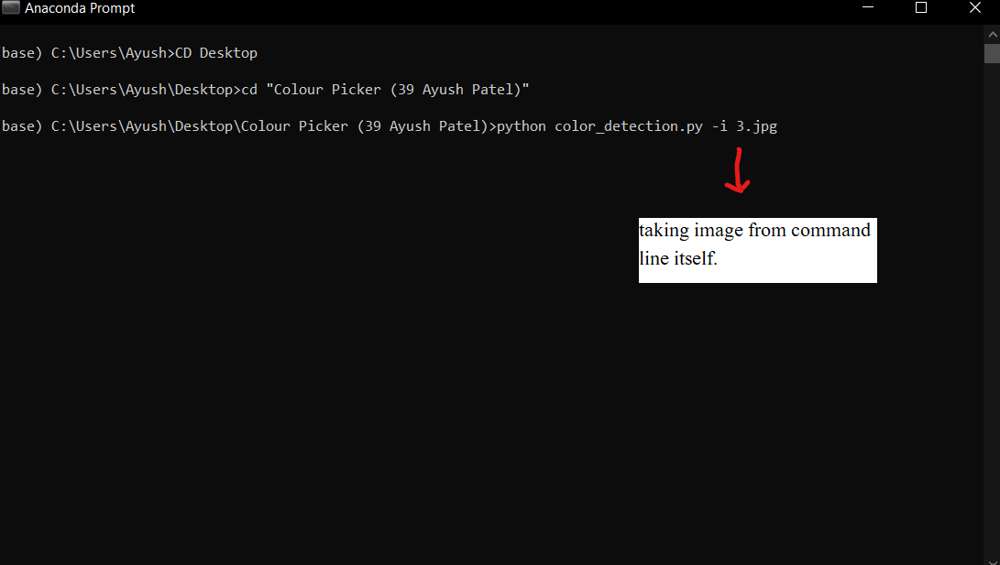 Anaconda Prompt
base) C:\Users\Ayush>CD Desktop
base) C:\Users\Ayush\Desktop>cd "Colour Picker (39 Ayush Patel)"
base) C:\Users\Ayush\Desktop\Colour Picker (39 Ayush Patel)>python color_detection.py -i 3.jpg
taking image from command
line itself.